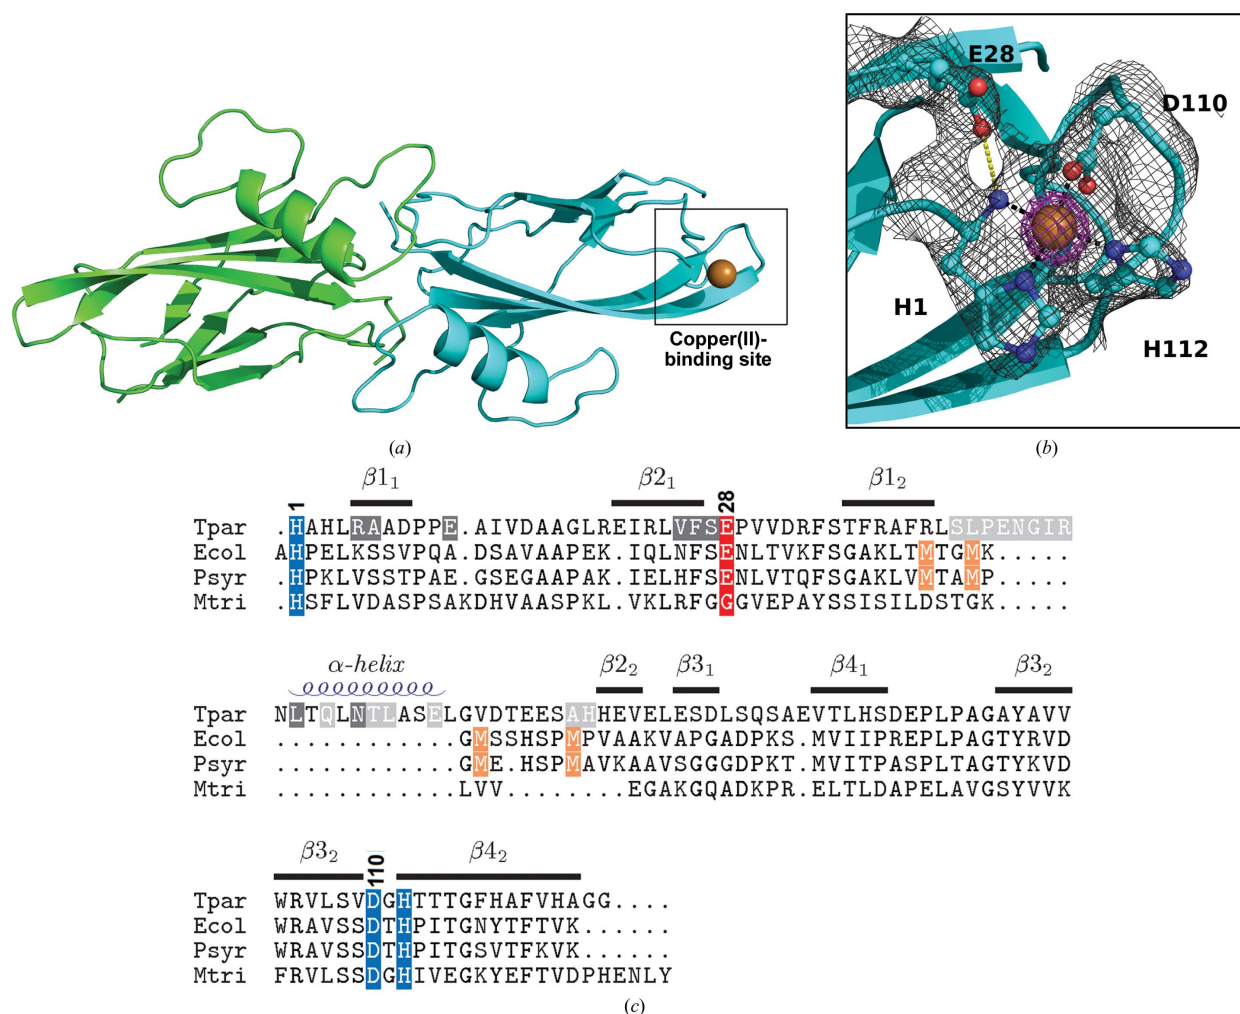 E28
D110
H1
H112
Copper(II)-
binding site
(a)
(b)
β1₁ β2₁ β1₂
1 28
Tpar .HAHLRAADPPE.AIVDAAGLREIRLVFSEPVVDRFSTFRAFRLSLPENGIR
Ecol AHPELKSSVPQA.DSAVAAPEK.IQLNFSENLTVKFSGAKLTMTGMK.....
Psyr .HPKLVSSTPAE.GSEGAAPAK.IELHFSENLVTQFSGAKLVMTAMP.....
Mtri .HSFLVDASPSAKDHVAASPKL.VKLRFGGGVEPAYSSISILDSTGK.....
α-helix β2₂ β3₁ β4₁ β3₂
Tpar NLTQLNTLASELGVDTEESAHHEVELESDLSQSAEVTLHSDEPLPAGAYAVV
Ecol ............GMSSHSPMPVAAKVAPGADPKS.MVIIPREPLPAGTYRVD
Psyr ............GME.HSPMAVKAAVSGGGDPKT.MVITPASPLTAGTYKVD
Mtri ............LVV........EGAKGQADKPR.ELTLDAPELAVGSYVVK
β3₂ β4₂
110
Tpar WRVLSVDGHTTTGFHAFVHAGG....
Ecol WRAVSSDTHPITGNYTFTVK......
Psyr WRAVSSDTHPITGSVTFKVK......
Mtri FRVLSSDGHIVEGKYEFTVDPHENLY
(c)